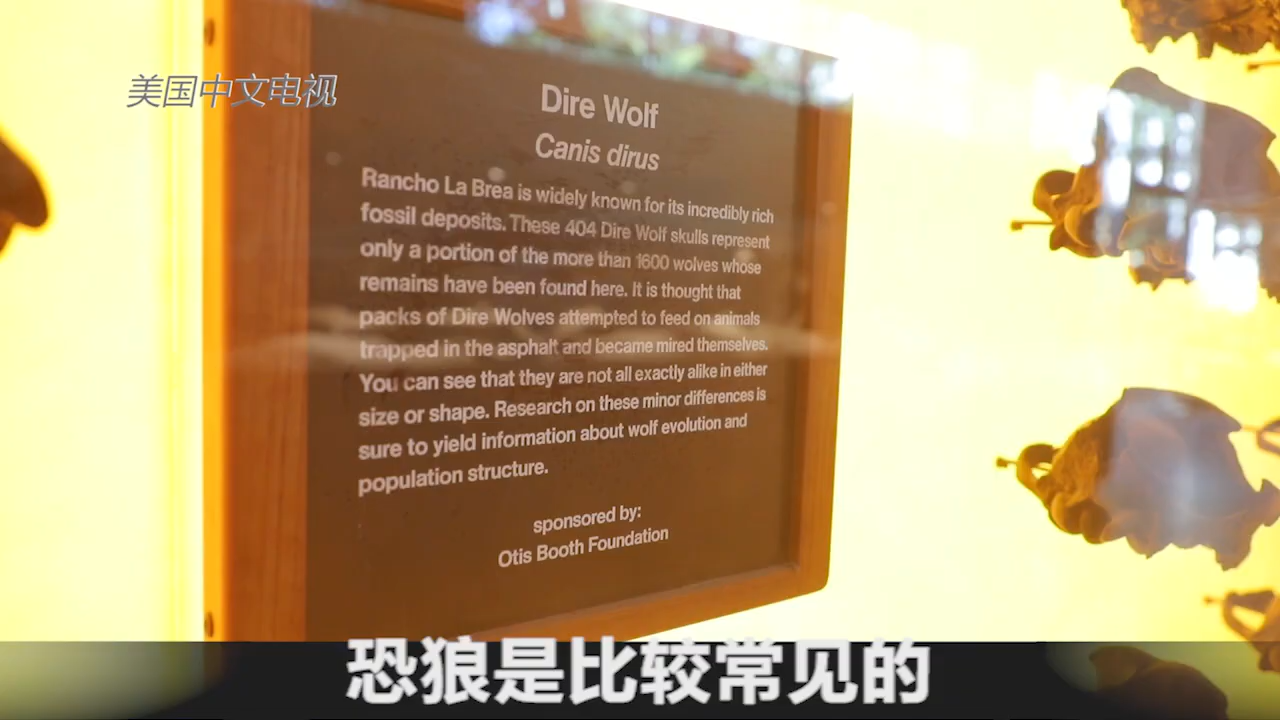 美国中文电视
Dire Wolf
Canis dirus
Rancho La Brea is widely known for its incredibly rich
fossil deposits. These 404 Dire Wolf skulls represent
only a portion of the more than 1600 wolves whose
remains have been found here. It is thought that
packs of Dire Wolves attempted to feed on animals
trapped in the asphalt and became mired themselves.
You can see that they are not all exactly alike in either
size or shape. Research on these minor differences is
sure to yield information about wolf evolution and
population structure.
sponsored by:
Otis Booth Foundation
恐狼是比较常见的